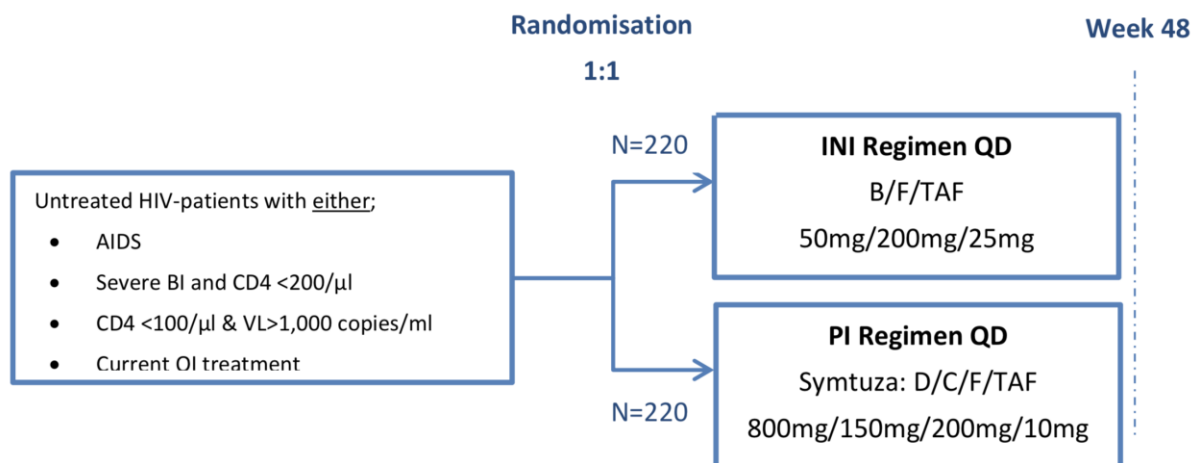 Randomisation
1:1
Week 48
N=220
INI Regimen QD
B/F/TAF
50mg/200mg/25mg
Untreated HIV-patients with either;
• AIDS
• Severe BI and CD4 <200/µl
• CD4 <100/µl & VL>1,000 copies/ml
• Current OI treatment
N=220
PI Regimen QD
Symtuza: D/C/F/TAF
800mg/150mg/200mg/10mg